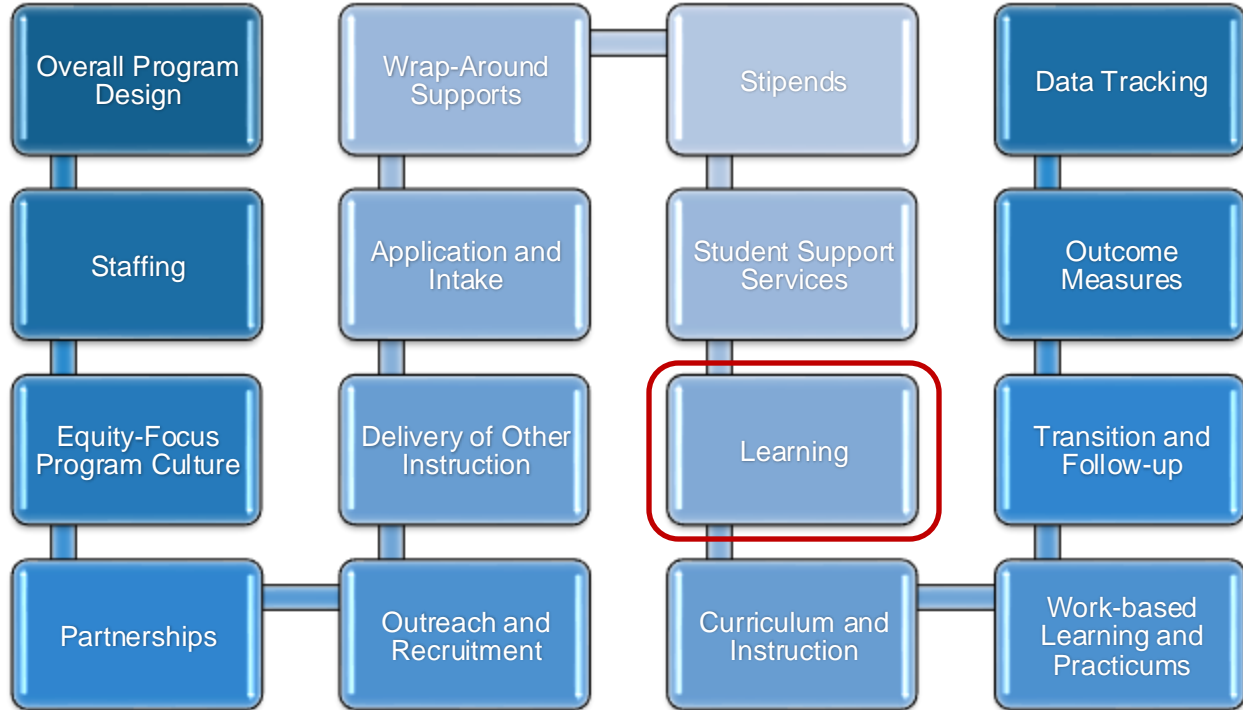 Overall Program
Design
Staffing
Equity-Focus
Program Culture
Partnerships
Outreach and
Recruitment
Delivery of Other
Instruction
Application and
Intake
Wrap-Around
Supports
Stipends
Student Support
Services
Learning
Curriculum and
Instruction
Work-based
Learning and
Practicums
Transition and
Follow-up
Outcome
Measures
Data Tracking